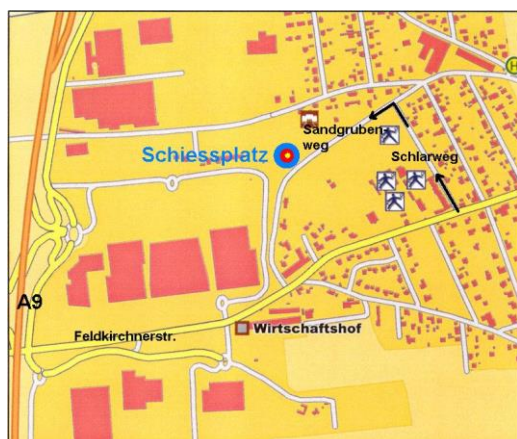 H
Sandgruben
weg
Schiessplatz
Schlarweg
A9
Wirtschaftshof
Feldkirchnerstr.